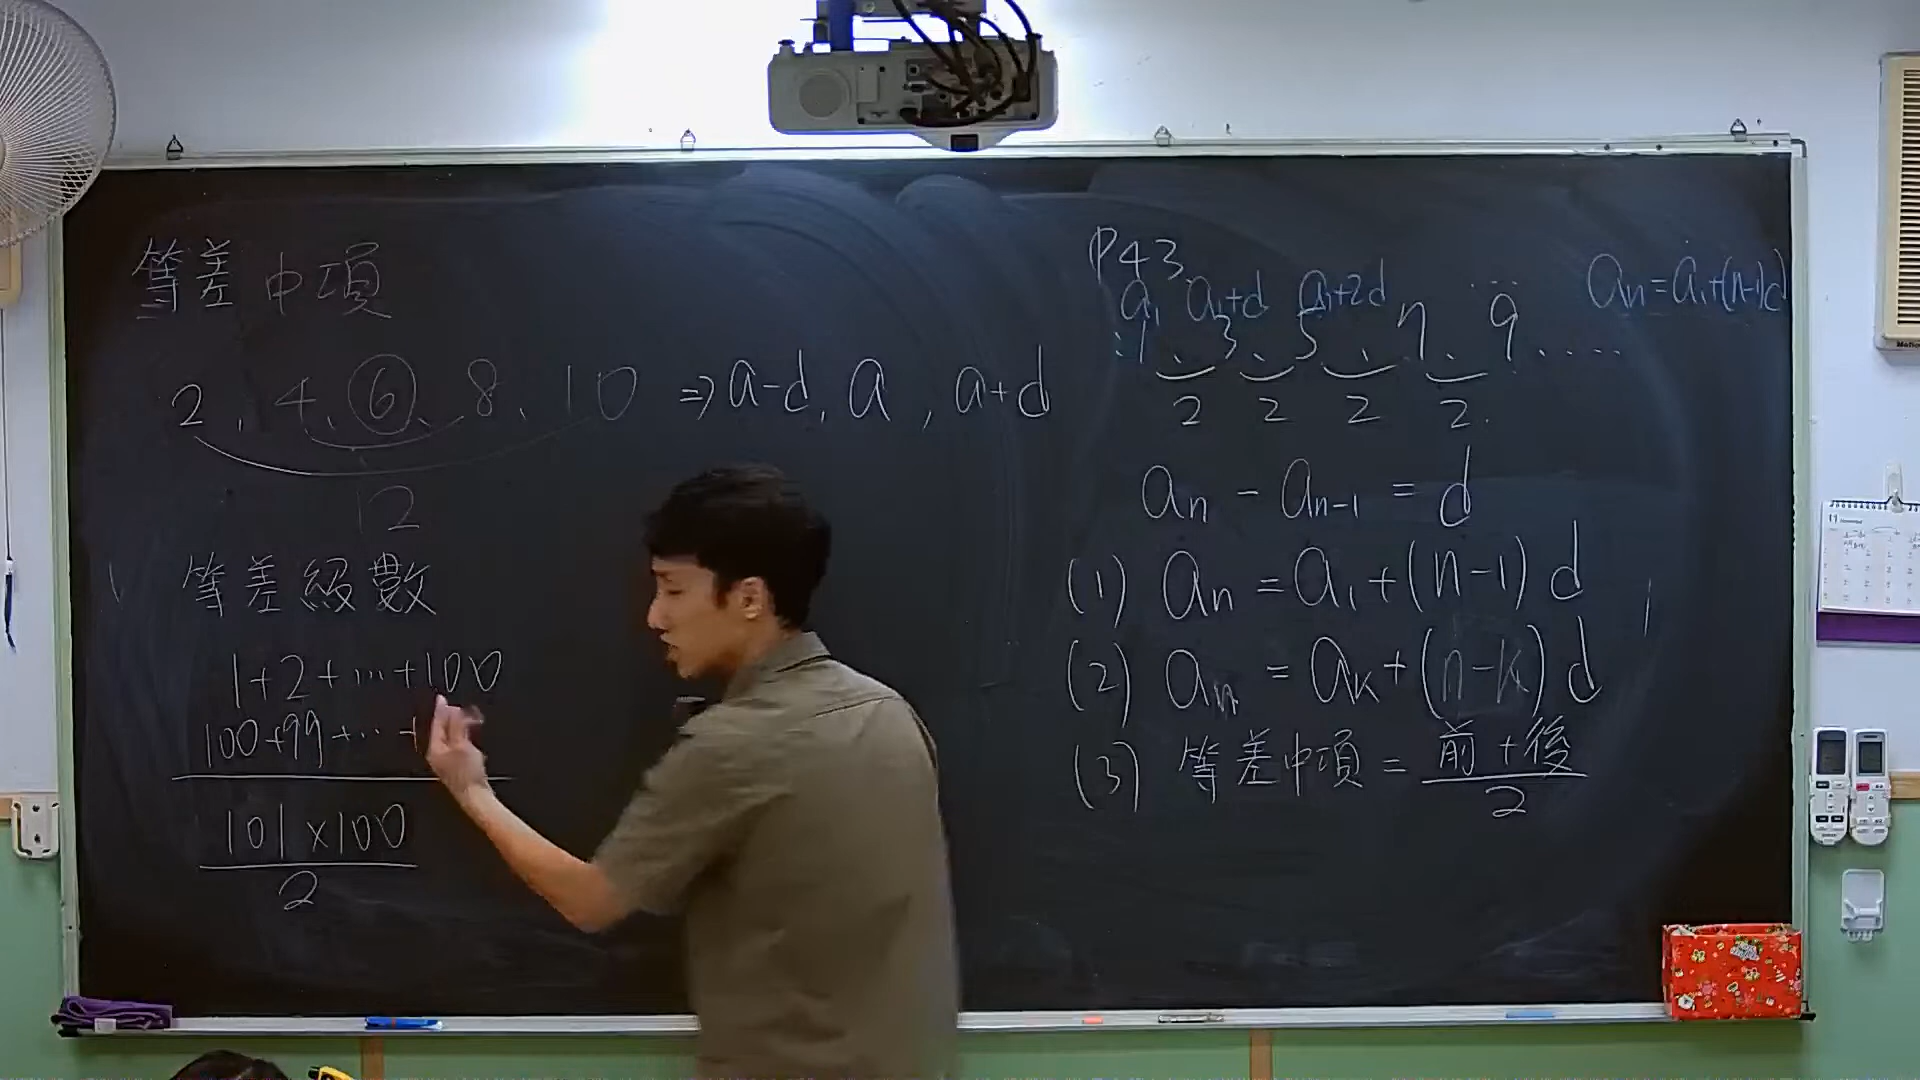 等差中項
2, 4, 6, 8, 10 ⇒ a-d, a, a+d
12
等差級數
1+2+…+100
100+99+…+
101×100
2
P43
a₁ a₁+d a₁+2d
1、3、5、7、9....
2 2 2 2
aₙ=a₁+(n-1)d
aₙ - aₙ₋₁ = d
(1) aₙ = a₁+(n-1)d
(2) aₙ = aₖ+(n-k)d
(3) 等差中項 = 前+後
2
11